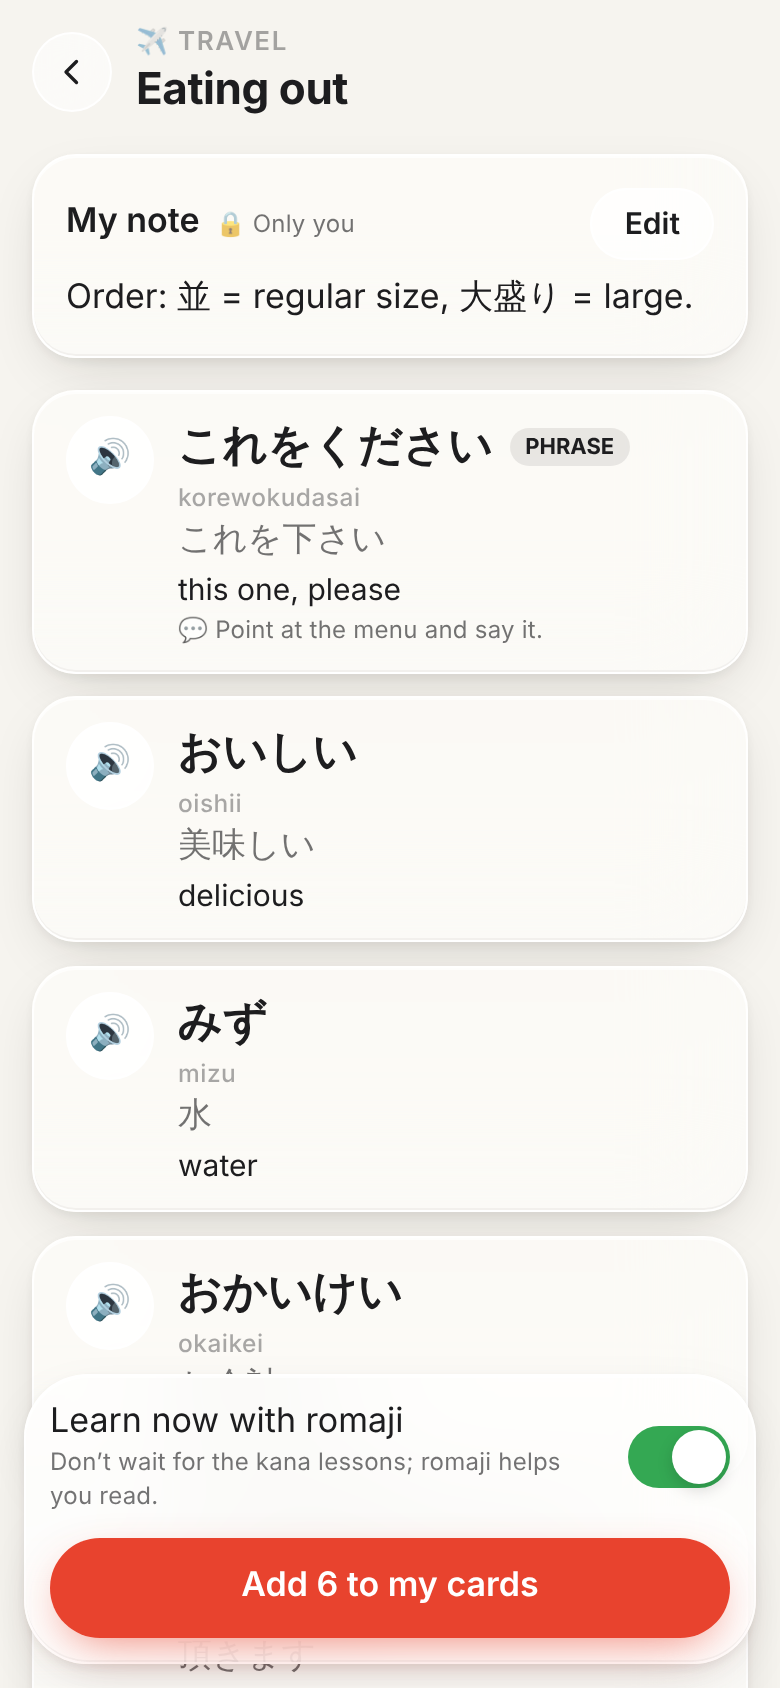 TRAVEL
Eating out
My note 🔒 Only you
Edit
Order: 並 = regular size, 大盛り = large.
これをください PHRASE
korewokudasai
これを下さい
this one, please
💬 Point at the menu and say it.
おいしい
oishii
美味しい
delicious
みず
mizu
水
water
おかいけい
okaikei
Learn now with romaji
Don’t wait for the kana lessons; romaji helps
you read.
Add 6 to my cards
頂きます